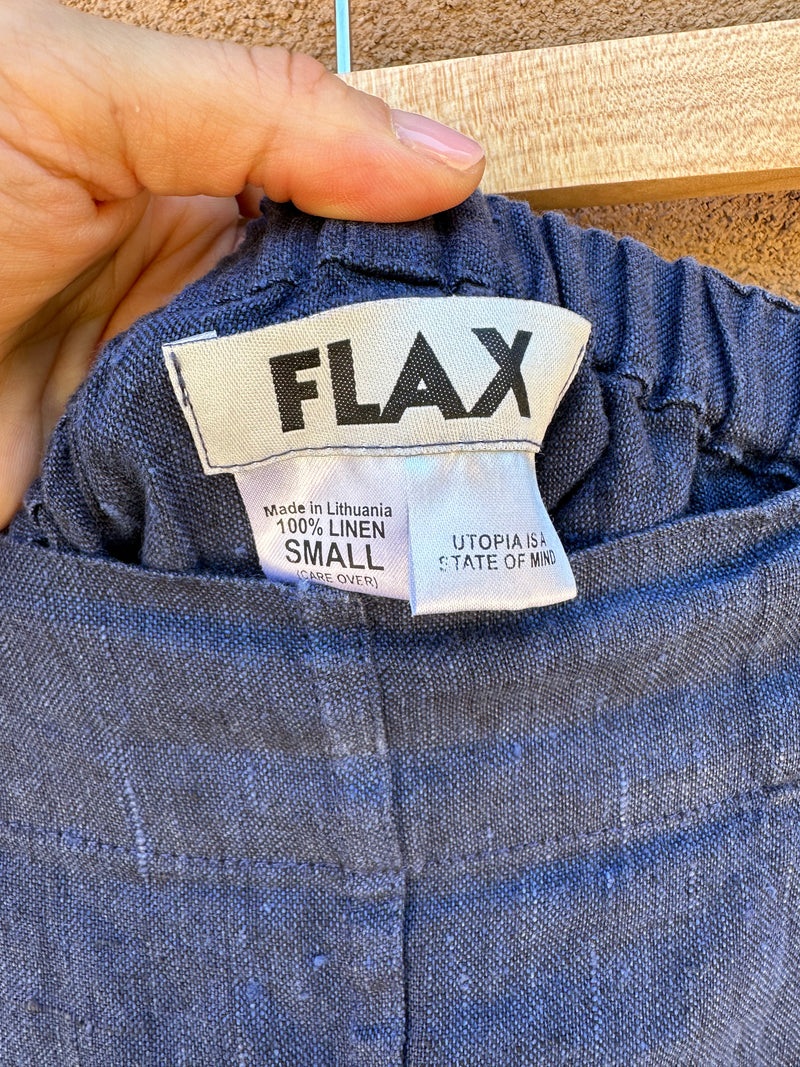 FLAX
Made in Lithuania
100% LINEN
SMALL
(CARE OVER)
UTOPIA IS A
STATE OF MIND